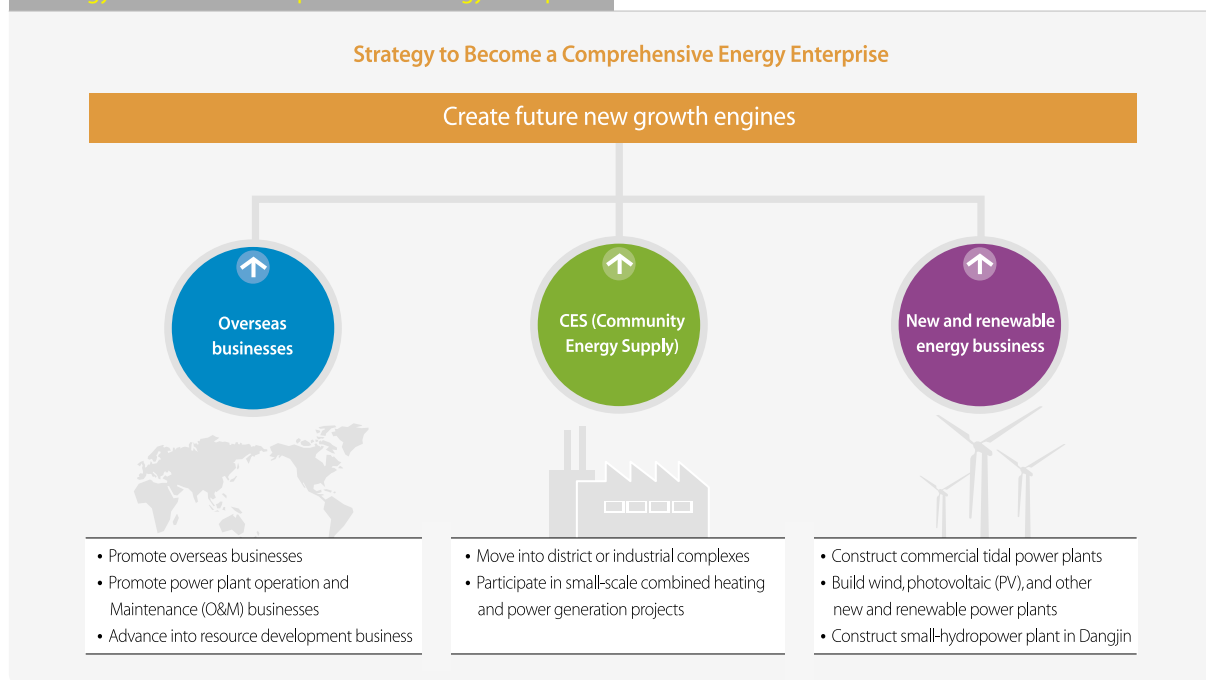 Strategy to Become a Comprehensive Energy Enterprise
Create future new growth engines
Overseas
businesses
CES (Community
Energy Supply)
New and renewable
energy bussiness
• Promote overseas businesses
• Promote power plant operation and
Maintenance (O&M) businesses
• Advance into resource development business
• Move into district or industrial complexes
• Participate in small-scale combined heating
and power generation projects
• Construct commercial tidal power plants
• Build wind, photovoltaic (PV), and other
new and renewable power plants
• Construct small-hydropower plant in Dangjin